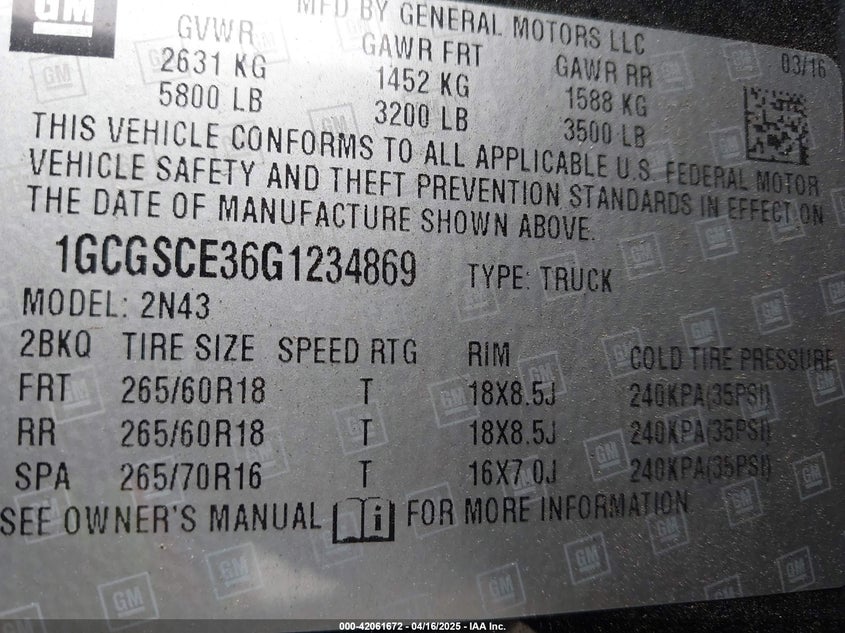 GM
MFD BY GENERAL MOTORS LLC
GVWR GAWR FRT GAWR RR 03/16
2631 KG 1452 KG 1588 KG
5800 LB 3200 LB 3500 LB
THIS VEHICLE CONFORMS TO ALL APPLICABLE U.S. FEDERAL MOTOR
VEHICLE SAFETY AND THEFT PREVENTION STANDARDS IN EFFECT ON
THE DATE OF MANUFACTURE SHOWN ABOVE.
1GCGSCE36G1234869 TYPE: TRUCK
MODEL: 2N43
2BKQ TIRE SIZE SPEED RTG RIM COLD TIRE PRESSURE
FRT 265/60R18 T 18X8.5J 240KPA(35PSI)
RR 265/60R18 T 18X8.5J 240KPA(35PSI)
SPA 265/70R16 T 16X7.0J 240KPA(35PSI)
SEE OWNER'S MANUAL i FOR MORE INFORMATION
000-42061672 - 04/16/2025 - IAA Inc.